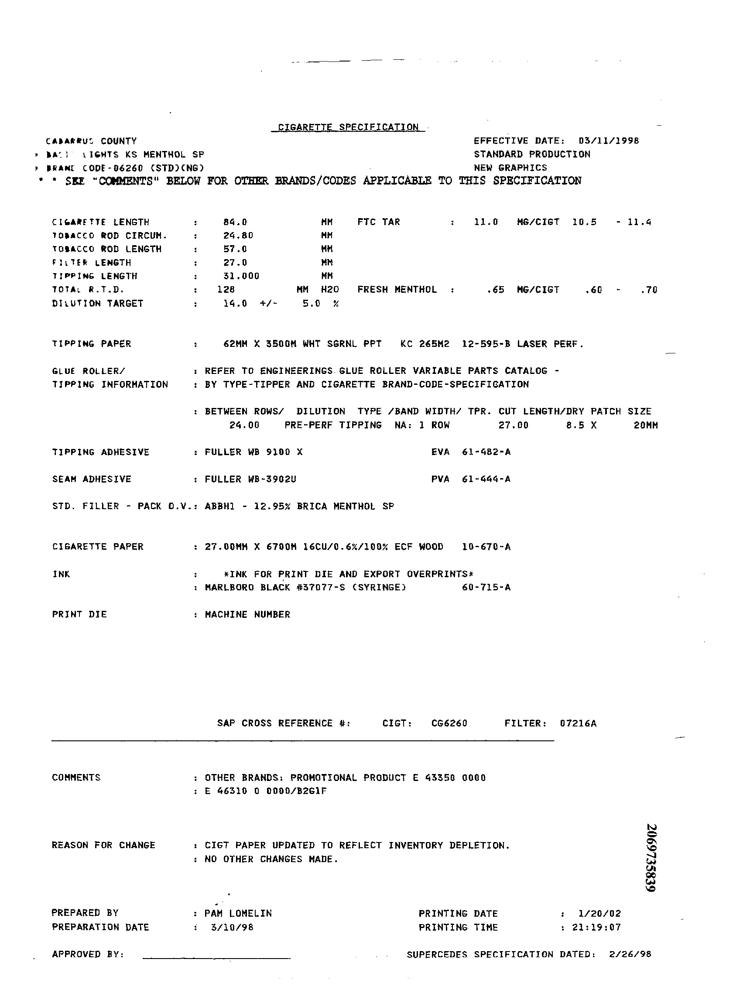 CIGARETTE SPECIFICATION
CABARRUS COUNTY EFFECTIVE DATE: 03/11/1998
LIGHTS KS MENTHOL SP STANDARD PRODUCTION
CODE-06260 (STD)(NG) NEW GRAPHICS
* * SEE "COMMENTS" BELOW FOR OTHER BRANDS/CODES APPLICABLE TO THIS SPECIFICATION
CIGARETTE LENGTH : 84.0 MM FTC TAR : 11.0 MG/CIGT 10.5 - 11.4
TOBACCO ROD CIRCUM. : 24.80 MM
TOBACCO ROD LENGTH : 57.0 MM
FILTER LENGTH : 27.0 MM
TIPPING LENGTH : 31.000 MM
TOTAL R.T.D. : 128 MM H2O FRESH MENTHOL : .65 MG/CIGT .60 - .70
DILUTION TARGET : 14.0 +/- 5.0 %
TIPPING PAPER : 62MM X 3500M WHT SGRNL PPT KC 265M2 12-595-B LASER PERF.
GLUE ROLLER/ : REFER TO ENGINEERINGS GLUE ROLLER VARIABLE PARTS CATALOG -
TIPPING INFORMATION : BY TYPE-TIPPER AND CIGARETTE BRAND-CODE-SPECIFICATION
: BETWEEN ROWS/ DILUTION TYPE /BAND WIDTH/ TPR. CUT LENGTH/DRY PATCH SIZE
24.00 PRE-PERF TIPPING NA: 1 ROW 27.00 8.5 X 20MM
TIPPING ADHESIVE : FULLER WB 9100 X EVA 61-482-A
SEAM ADHESIVE : FULLER WB-3902U PVA 61-444-A
STD. FILLER - PACK O.V.: ABBH1 - 12.95% BRICA MENTHOL SP
CIGARETTE PAPER : 27.00MM X 6700M 16CU/0.6%/100% ECF WOOD 10-670-A
INK : *INK FOR PRINT DIE AND EXPORT OVERPRINTS*
: MARLBORO BLACK #37077-S (SYRINGE) 60-715-A
PRINT DIE : MACHINE NUMBER
SAP CROSS REFERENCE #: CIGT: CG6260 FILTER: 07216A
COMMENTS : OTHER BRANDS: PROMOTIONAL PRODUCT E 43350 0000
: E 46310 0 0000/B2G1F
REASON FOR CHANGE : CIGT PAPER UPDATED TO REFLECT INVENTORY DEPLETION.
: NO OTHER CHANGES MADE.
2069735839
PREPARED BY : PAM LOMELIN PRINTING DATE : 1/20/02
PREPARATION DATE : 3/10/98 PRINTING TIME : 21:19:07
APPROVED BY: SUPERCEDES SPECIFICATION DATED: 2/26/98